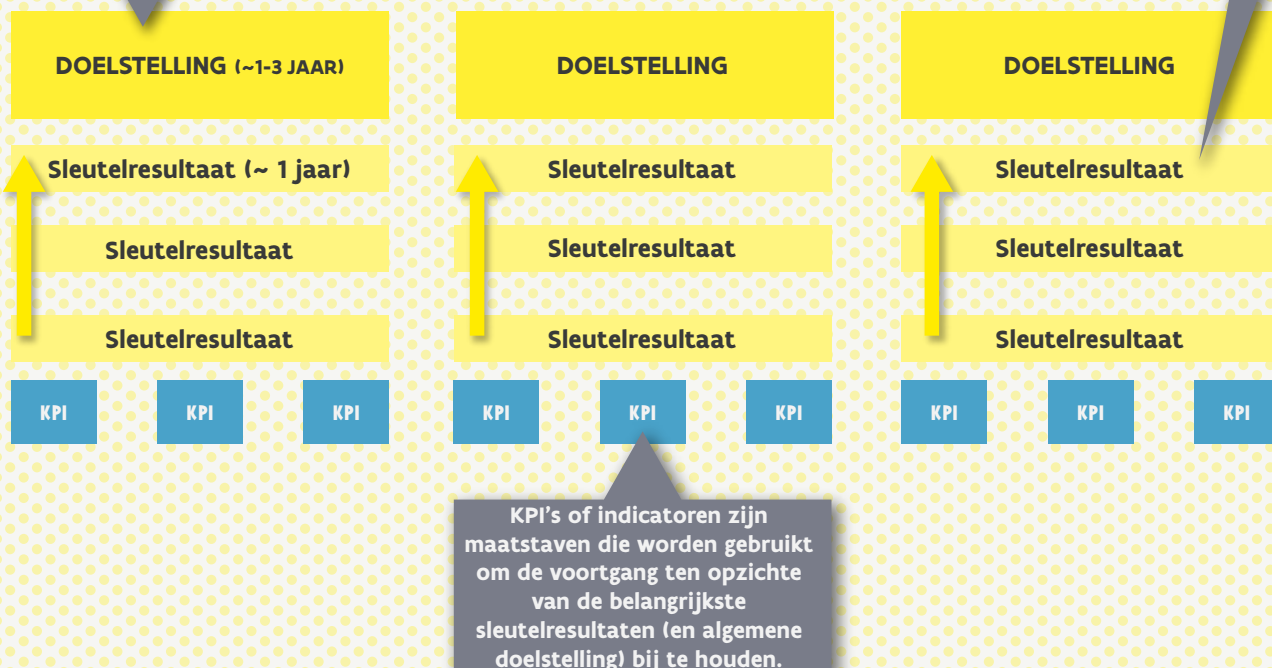 DOELSTELLING (~1-3 JAAR)
DOELSTELLING
DOELSTELLING
Sleutelresultaat (~ 1 jaar)
Sleutelresultaat
Sleutelresultaat
Sleutelresultaat
Sleutelresultaat
Sleutelresultaat
Sleutelresultaat
Sleutelresultaat
Sleutelresultaat
KPI
KPI
KPI
KPI
KPI
KPI
KPI
KPI
KPI
KPI's of indicatoren zijn
maatstaven die worden gebruikt
om de voortgang ten opzichte
van de belangrijkste
sleutelresultaten (en algemene
doelstelling) bij te houden.